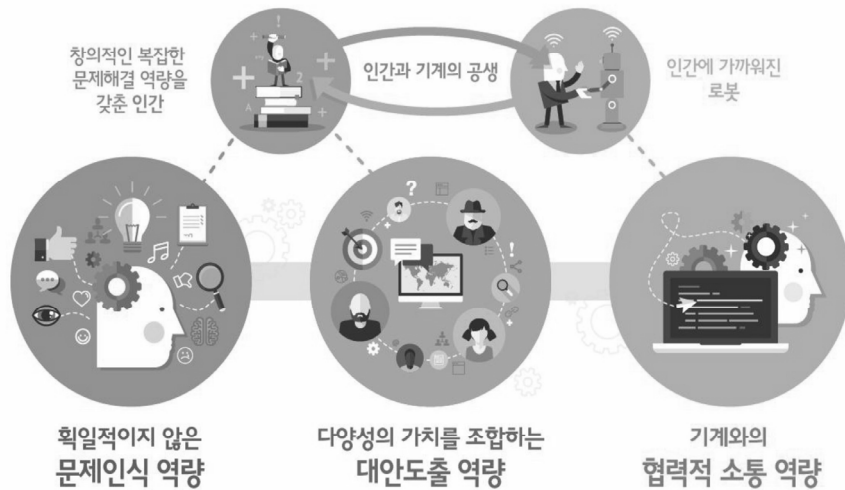 창의적인 복잡한
문제해결 역량을
갖춘 인간
인간과 기계의 공생
인간에 가까워진
로봇
획일적이지 않은
문제인식 역량
다양성의 가치를 조합하는
대안도출 역량
기계와의
협력적 소통 역량